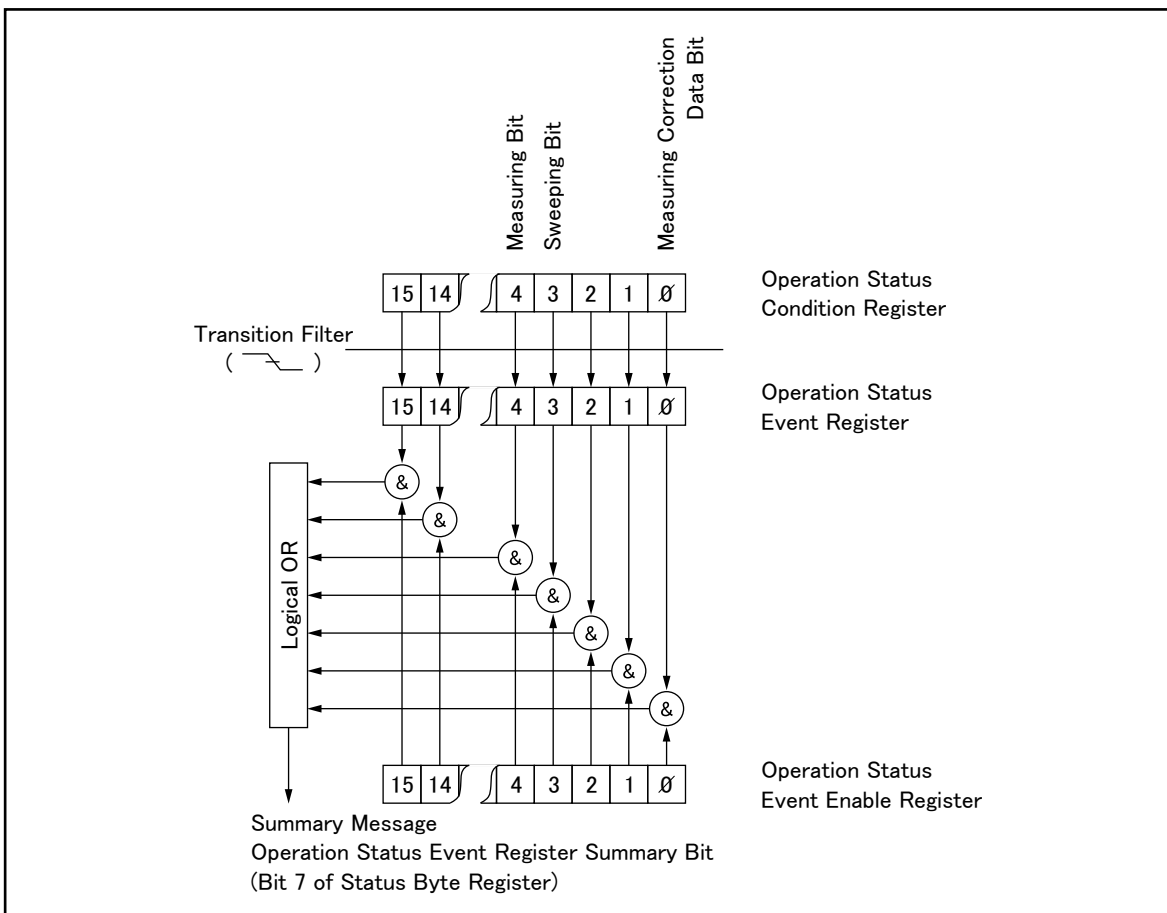 Measuring Bit
Sweeping Bit
Measuring Correction
Data Bit
15 14 4 3 2 1 0
Operation Status
Condition Register
Transition Filter
( )
15 14 4 3 2 1 0
Operation Status
Event Register
&
&
&
&
&
&
&
Logical OR
15 14 4 3 2 1 0
Operation Status
Event Enable Register
Summary Message
Operation Status Event Register Summary Bit
(Bit 7 of Status Byte Register)